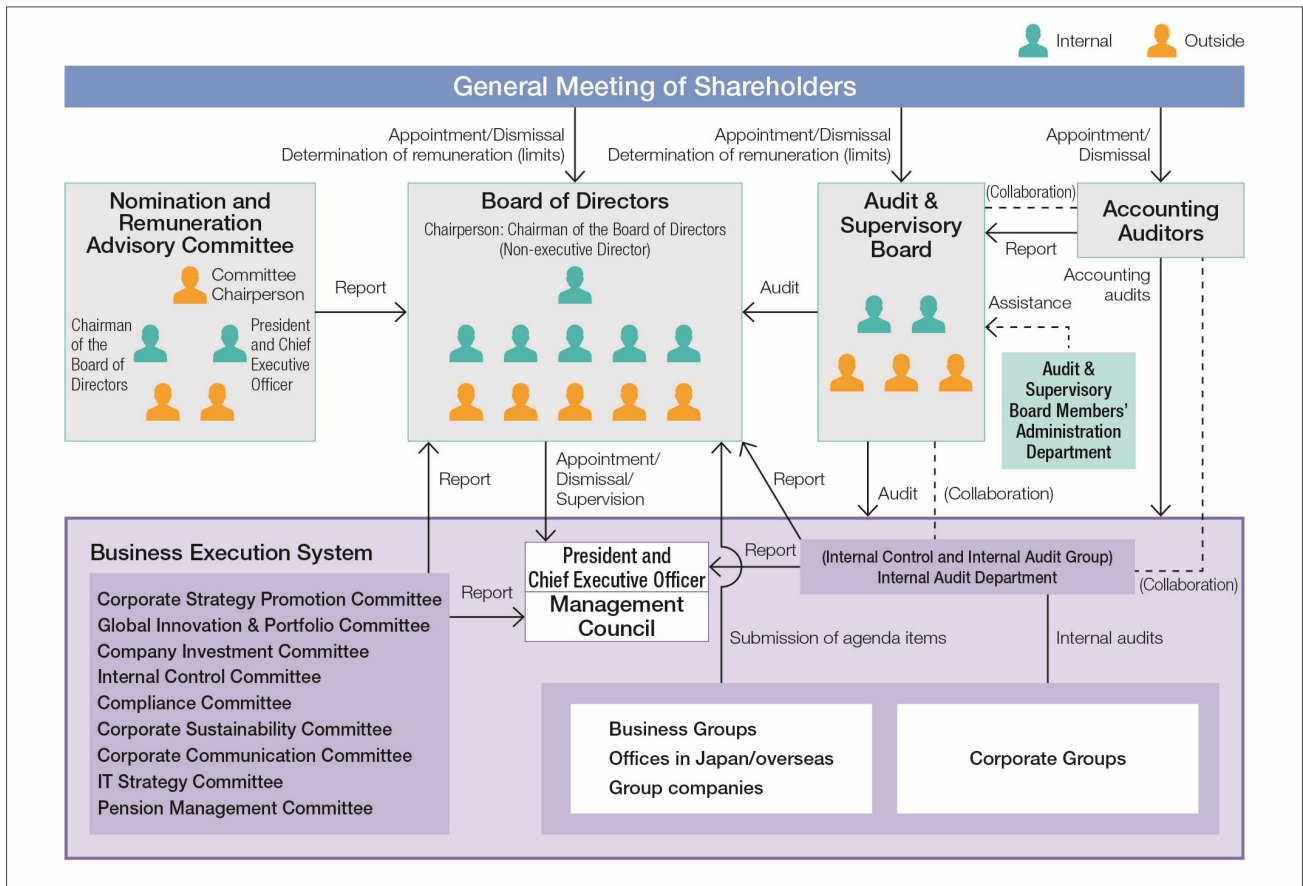 Internal
Outside
General Meeting of Shareholders
Appointment/Dismissal
Determination of remuneration (limits)
Appointment/Dismissal
Determination of remuneration (limits)
Appointment/
Dismissal
Nomination and
Remuneration
Advisory Committee
Committee
Chairperson
Chairman
of the
Board of
Directors
President
and Chief
Executive
Officer
Report
Board of Directors
Chairperson: Chairman of the Board of Directors
(Non-executive Director)
Audit
Audit &
Supervisory
Board
(Collaboration)
Report
Accounting
Auditors
Accounting
audits
Assistance
Audit &
Supervisory
Board Members’
Administration
Department
Report
Appointment/
Dismissal/
Supervision
Report
Audit
(Collaboration)
Business Execution System
Corporate Strategy Promotion Committee
Global Innovation & Portfolio Committee
Company Investment Committee
Internal Control Committee
Compliance Committee
Corporate Sustainability Committee
Corporate Communication Committee
IT Strategy Committee
Pension Management Committee
Report
President and
Chief Executive Officer
Management
Council
Report
(Internal Control and Internal Audit Group)
Internal Audit Department
(Collaboration)
Submission of agenda items
Internal audits
Business Groups
Offices in Japan/overseas
Group companies
Corporate Groups